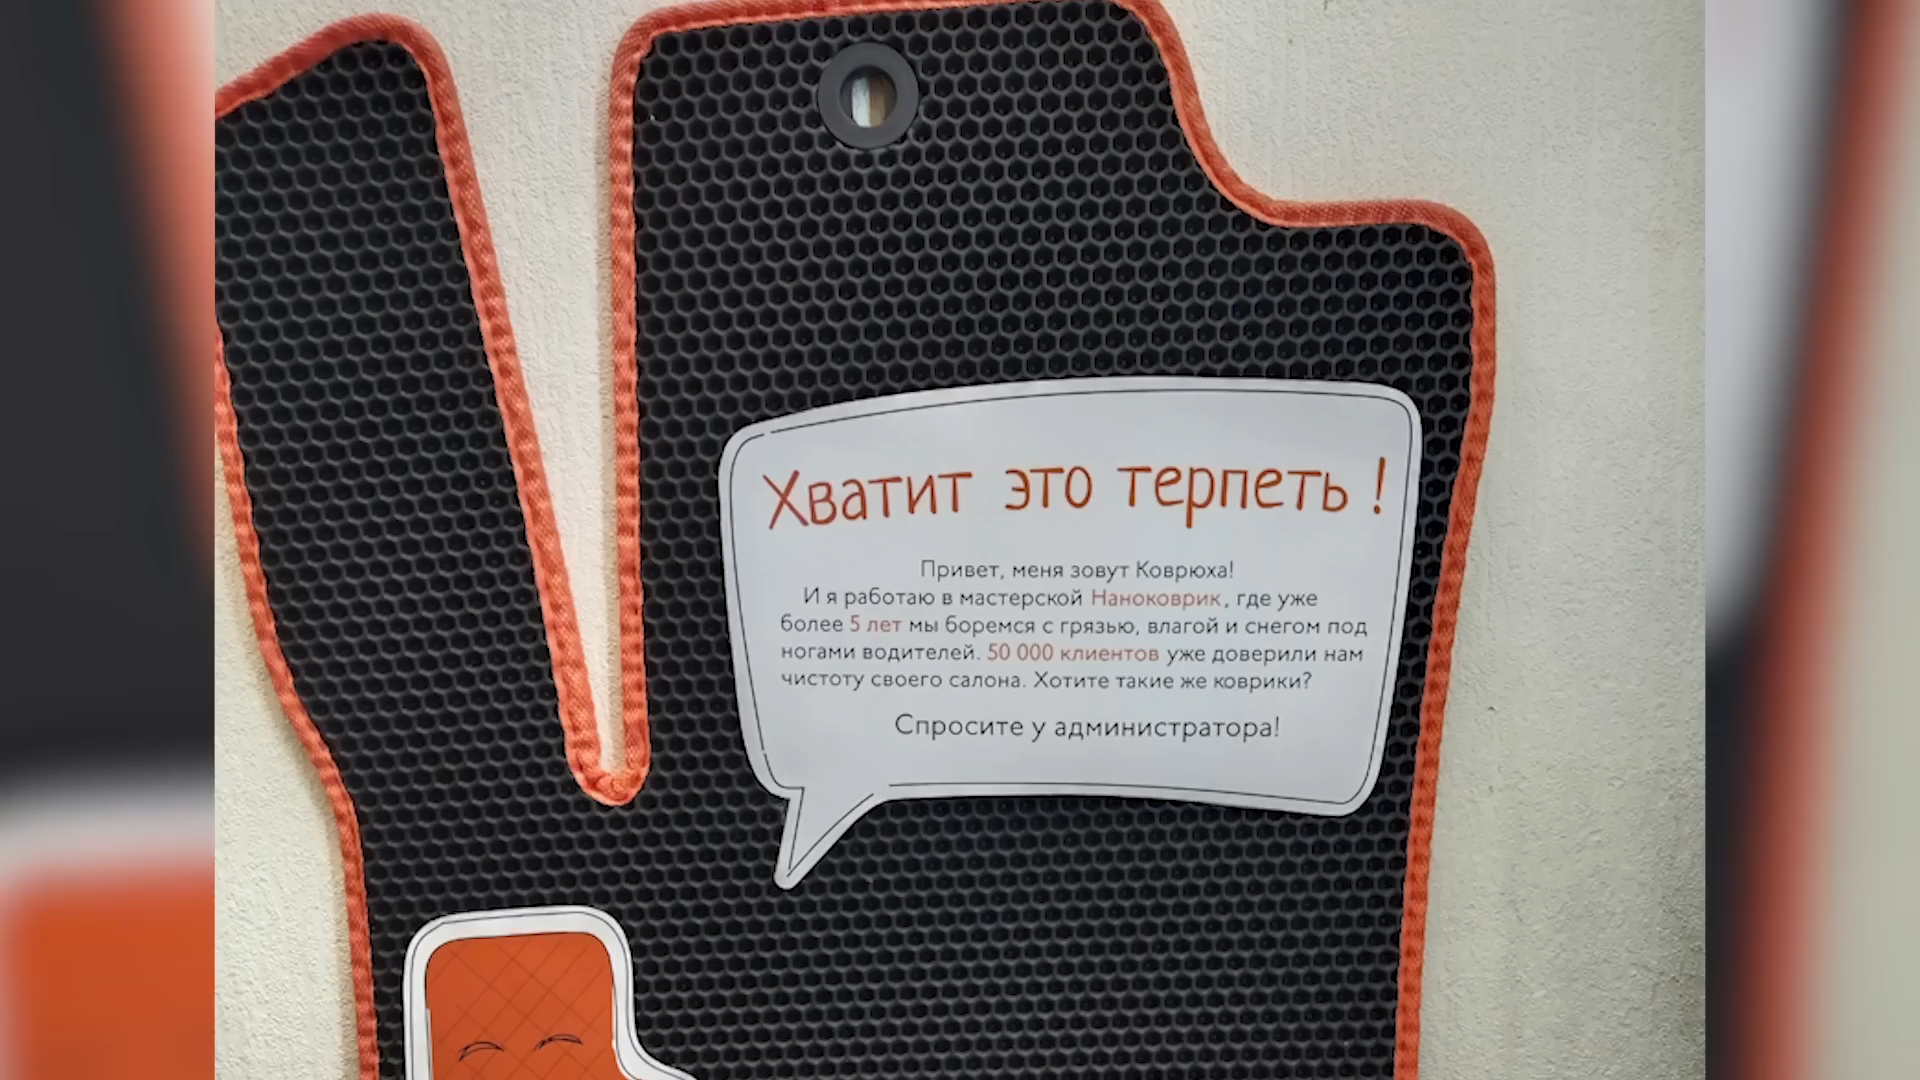 Хватит это терпеть !
Привет, меня зовут Коврюха!
И я работаю в мастерской Нанoковрик, где уже
более 5 лет мы боремся с грязью, влагой и снегом под
ногами водителей. 50 000 клиентов уже доверили нам
чистоту своего салона. Хотите такие же коврики?
Спросите у администратора!